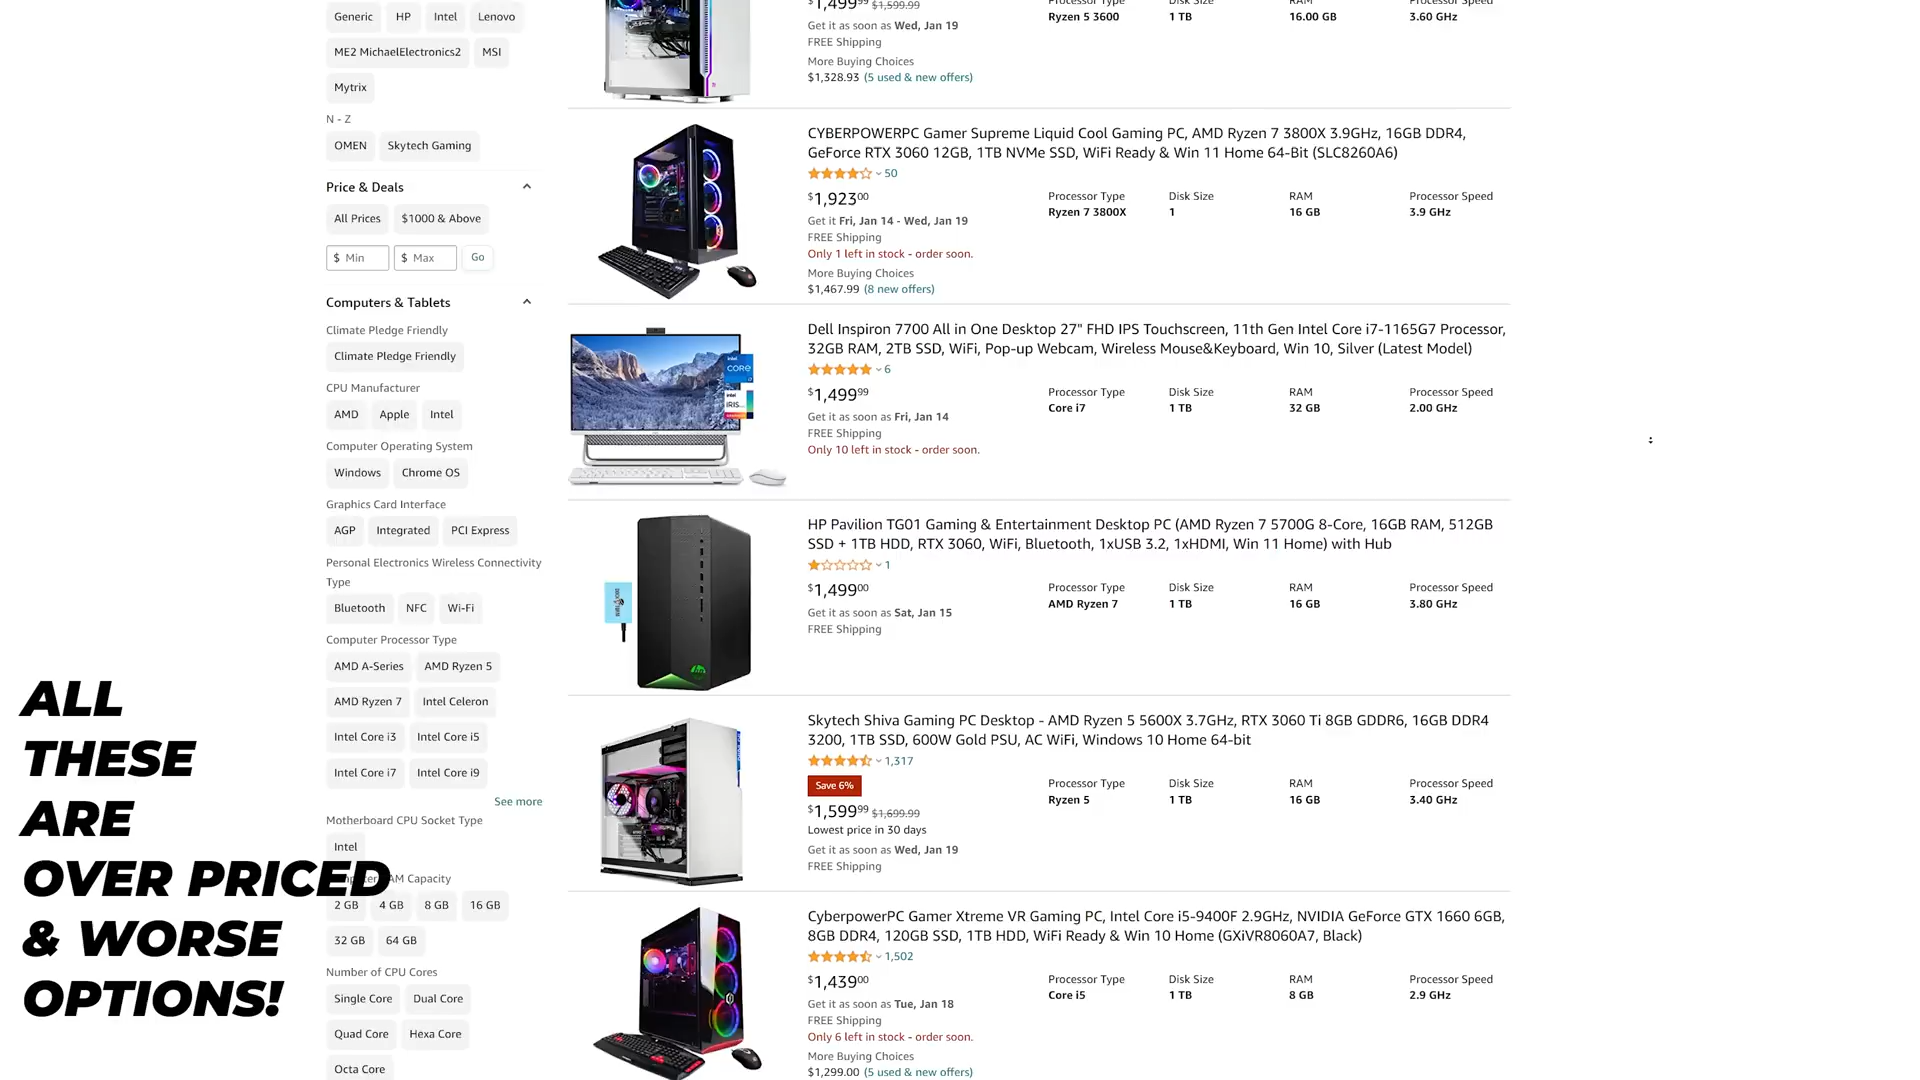 Generic HP Intel Lenovo
ME2 MichaelElectronics2 MSI
Mytrix
N - Z
OMEN Skytech Gaming
Price & Deals
All Prices $1000 & Above
$ Min $ Max Go
Computers & Tablets
Climate Pledge Friendly
Climate Pledge Friendly
CPU Manufacturer
AMD Apple Intel
Computer Operating System
Windows Chrome OS
Graphics Card Interface
AGP Integrated PCI Express
Personal Electronics Wireless Connectivity
Type
Bluetooth NFC Wi-Fi
Computer Processor Type
AMD A-Series AMD Ryzen 5
AMD Ryzen 7 Intel Celeron
Intel Core i3 Intel Core i5
Intel Core i7 Intel Core i9
See more
Motherboard CPU Socket Type
Intel
RAM Capacity
2 GB 4 GB 8 GB 16 GB
32 GB 64 GB
Number of CPU Cores
Single Core Dual Core
Quad Core Hexa Core
Octa Core
ALL
THESE
ARE
OVER PRICED
& WORSE
OPTIONS!
$1,499.99 $1,599.99
Get it as soon as Wed, Jan 19
FREE Shipping
More Buying Choices
$1,328.93 (5 used & new offers)
Processor Type Disk Size RAM Processor Speed
Ryzen 5 3600 1 TB 16.00 GB 3.60 GHz
CYBERPOWERPC Gamer Supreme Liquid Cool Gaming PC, AMD Ryzen 7 3800X 3.9GHz, 16GB DDR4,
GeForce RTX 3060 12GB, 1TB NVMe SSD, WiFi Ready & Win 11 Home 64-Bit (SLC8260A6)
50
$1,923.00
Get it Fri, Jan 14 - Wed, Jan 19
FREE Shipping
Only 1 left in stock - order soon.
More Buying Choices
$1,467.99 (8 new offers)
Processor Type Disk Size RAM Processor Speed
Ryzen 7 3800X 1 16 GB 3.9 GHz
Dell Inspiron 7700 All in One Desktop 27" FHD IPS Touchscreen, 11th Gen Intel Core i7-1165G7 Processor,
32GB RAM, 2TB SSD, WiFi, Pop-up Webcam, Wireless Mouse&Keyboard, Win 10, Silver (Latest Model)
6
$1,499.99
Get it as soon as Fri, Jan 14
FREE Shipping
Only 10 left in stock - order soon.
Processor Type Disk Size RAM Processor Speed
Core i7 1 TB 32 GB 2.00 GHz
intel
CORE
intel
IRIS
HP Pavilion TG01 Gaming & Entertainment Desktop PC (AMD Ryzen 7 5700G 8-Core, 16GB RAM, 512GB
SSD + 1TB HDD, RTX 3060, WiFi, Bluetooth, 1xUSB 3.2, 1xHDMI, Win 11 Home) with Hub
1
$1,499.00
Get it as soon as Sat, Jan 15
FREE Shipping
Processor Type Disk Size RAM Processor Speed
AMD Ryzen 7 1 TB 16 GB 3.80 GHz
hp
Skytech Shiva Gaming PC Desktop - AMD Ryzen 5 5600X 3.7GHz, RTX 3060 Ti 8GB GDDR6, 16GB DDR4
3200, 1TB SSD, 600W Gold PSU, AC WiFi, Windows 10 Home 64-bit
1,317
Save 6%
$1,599.99 $1,699.99
Lowest price in 30 days
Get it as soon as Wed, Jan 19
FREE Shipping
Processor Type Disk Size RAM Processor Speed
Ryzen 5 1 TB 16 GB 3.40 GHz
CyberpowerPC Gamer Xtreme VR Gaming PC, Intel Core i5-9400F 2.9GHz, NVIDIA GeForce GTX 1660 6GB,
8GB DDR4, 120GB SSD, 1TB HDD, WiFi Ready & Win 10 Home (GXiVR8060A7, Black)
1,502
$1,439.00
Get it as soon as Tue, Jan 18
FREE Shipping
Only 6 left in stock - order soon.
More Buying Choices
$1,299.00 (5 used & new offers)
Processor Type Disk Size RAM Processor Speed
Core i5 1 TB 8 GB 2.9 GHz